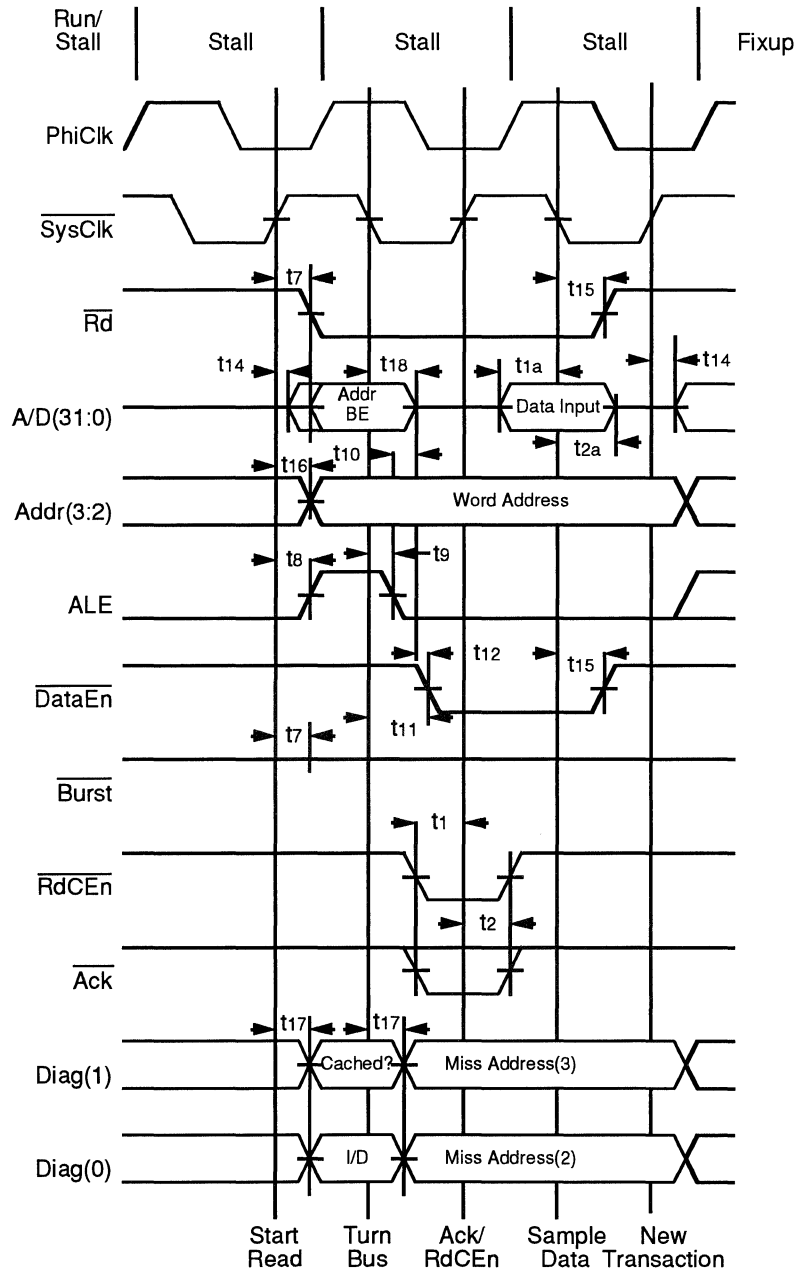 Run/
Stall
Stall
Stall
Stall
Fixup
PhiClk
SysClk
t7
t15
Rd
t14
t18
t1a
t14
Addr
BE
Data Input
A/D(31:0)
t10
t2a
t16
Word Address
Addr(3:2)
t8
t9
ALE
t12
t15
DataEn
t11
t7
Burst
t1
RdCEn
t2
Ack
t17
t17
Cached?
Miss Address(3)
Diag(1)
I/D
Miss Address(2)
Diag(0)
Start
Read
Turn
Bus
Ack/
RdCEn
Sample
Data
New
Transaction